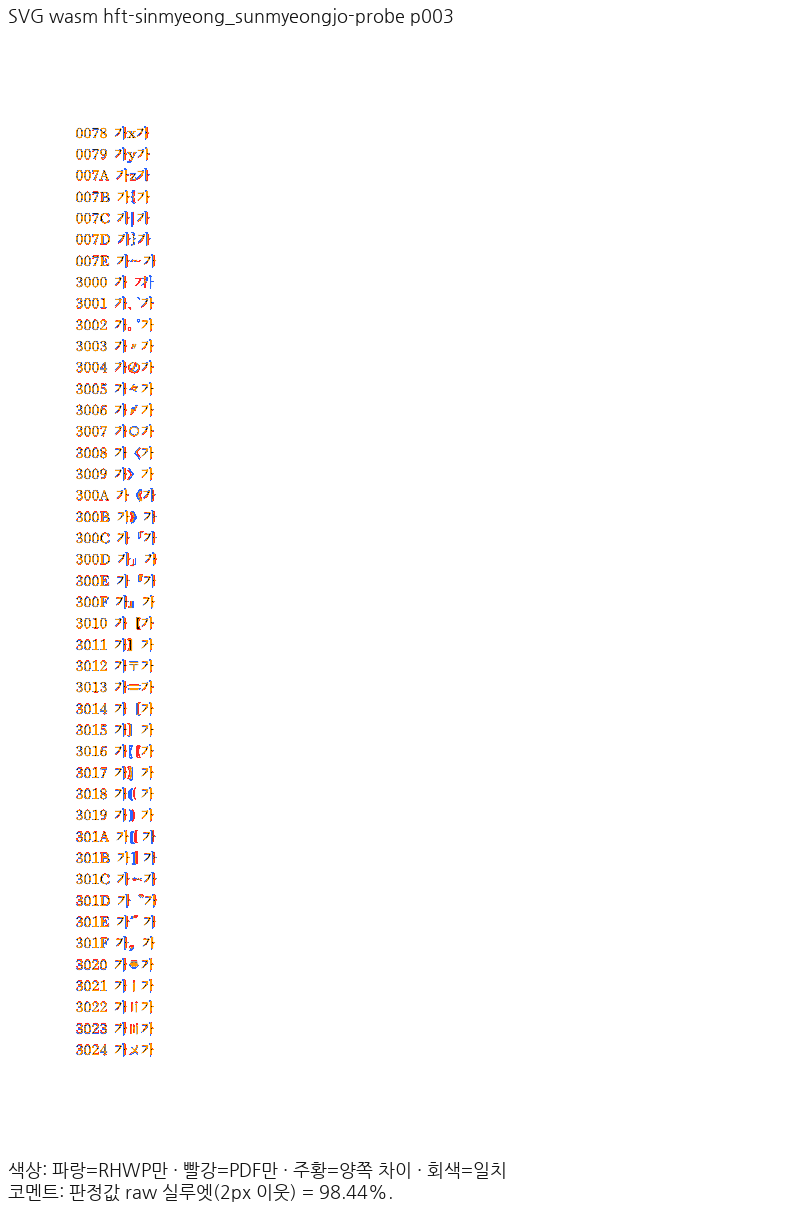 SVG wasm hft-sinmyeong_sunmyeongjo-probe p003
0078 가x가
0079 가y가
007A 가z가
007B 가{가
007C 가|가
007D 가}가
007E 가~가
3000 가　가
3001 가、가
3002 가。가
3003 가〃가
3004 가〄가
3005 가々가
3006 가〆가
3007 가〇가
3008 가〈가
3009 가〉가
300A 가《가
300B 가》가
300C 가「가
300D 가」가
300E 가『가
300F 가』가
3010 가【가
3011 가】가
3012 가〒가
3013 가〓가
3014 가〔가
3015 가〕가
3016 가〖가
3017 가〗가
3018 가〘가
3019 가〙가
301A 가〚가
301B 가〛가
301C 가〜가
301D 가〝가
301E 가〞가
301F 가〟가
3020 가〠가
3021 가〡가
3022 가〢가
3023 가〣가
3024 가〤가
색상: 파랑=RHWP만 · 빨강=PDF만 · 주황=양쪽 차이 · 회색=일치
코멘트: 판정값 raw 실루엣(2px 이웃) = 98.44%.